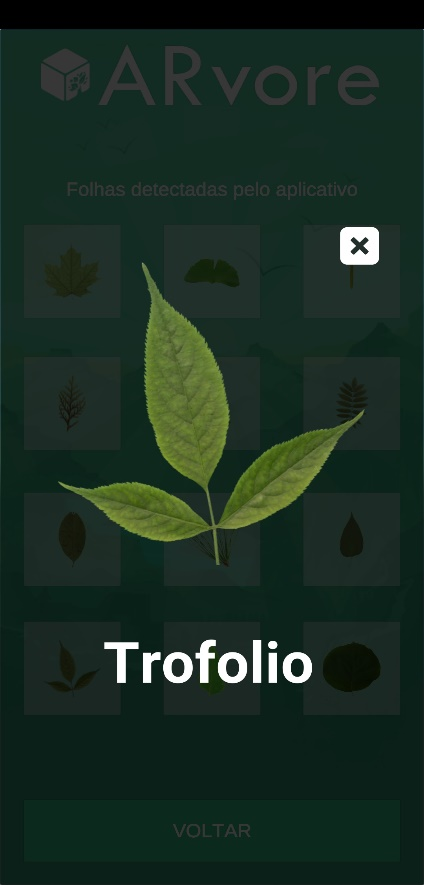 ARvore
Folhas detectadas pelo aplicativo
Trofolio
VOLTAR